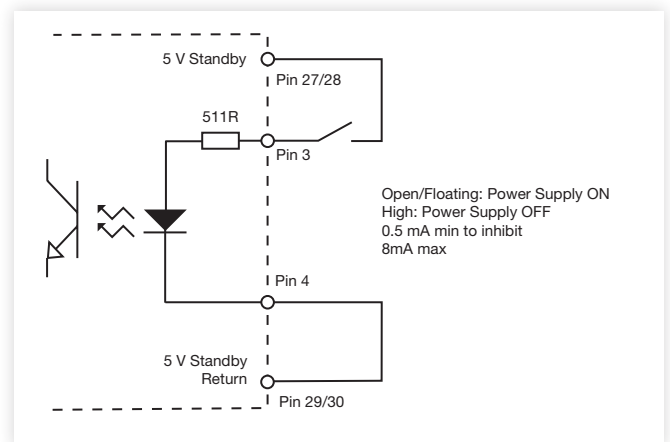 5 V Standby
Pin 27/28
511R
Pin 3
Open/Floating: Power Supply ON
High: Power Supply OFF
0.5 mA min to inhibit
8mA max
Pin 4
5 V Standby
Return
Pin 29/30